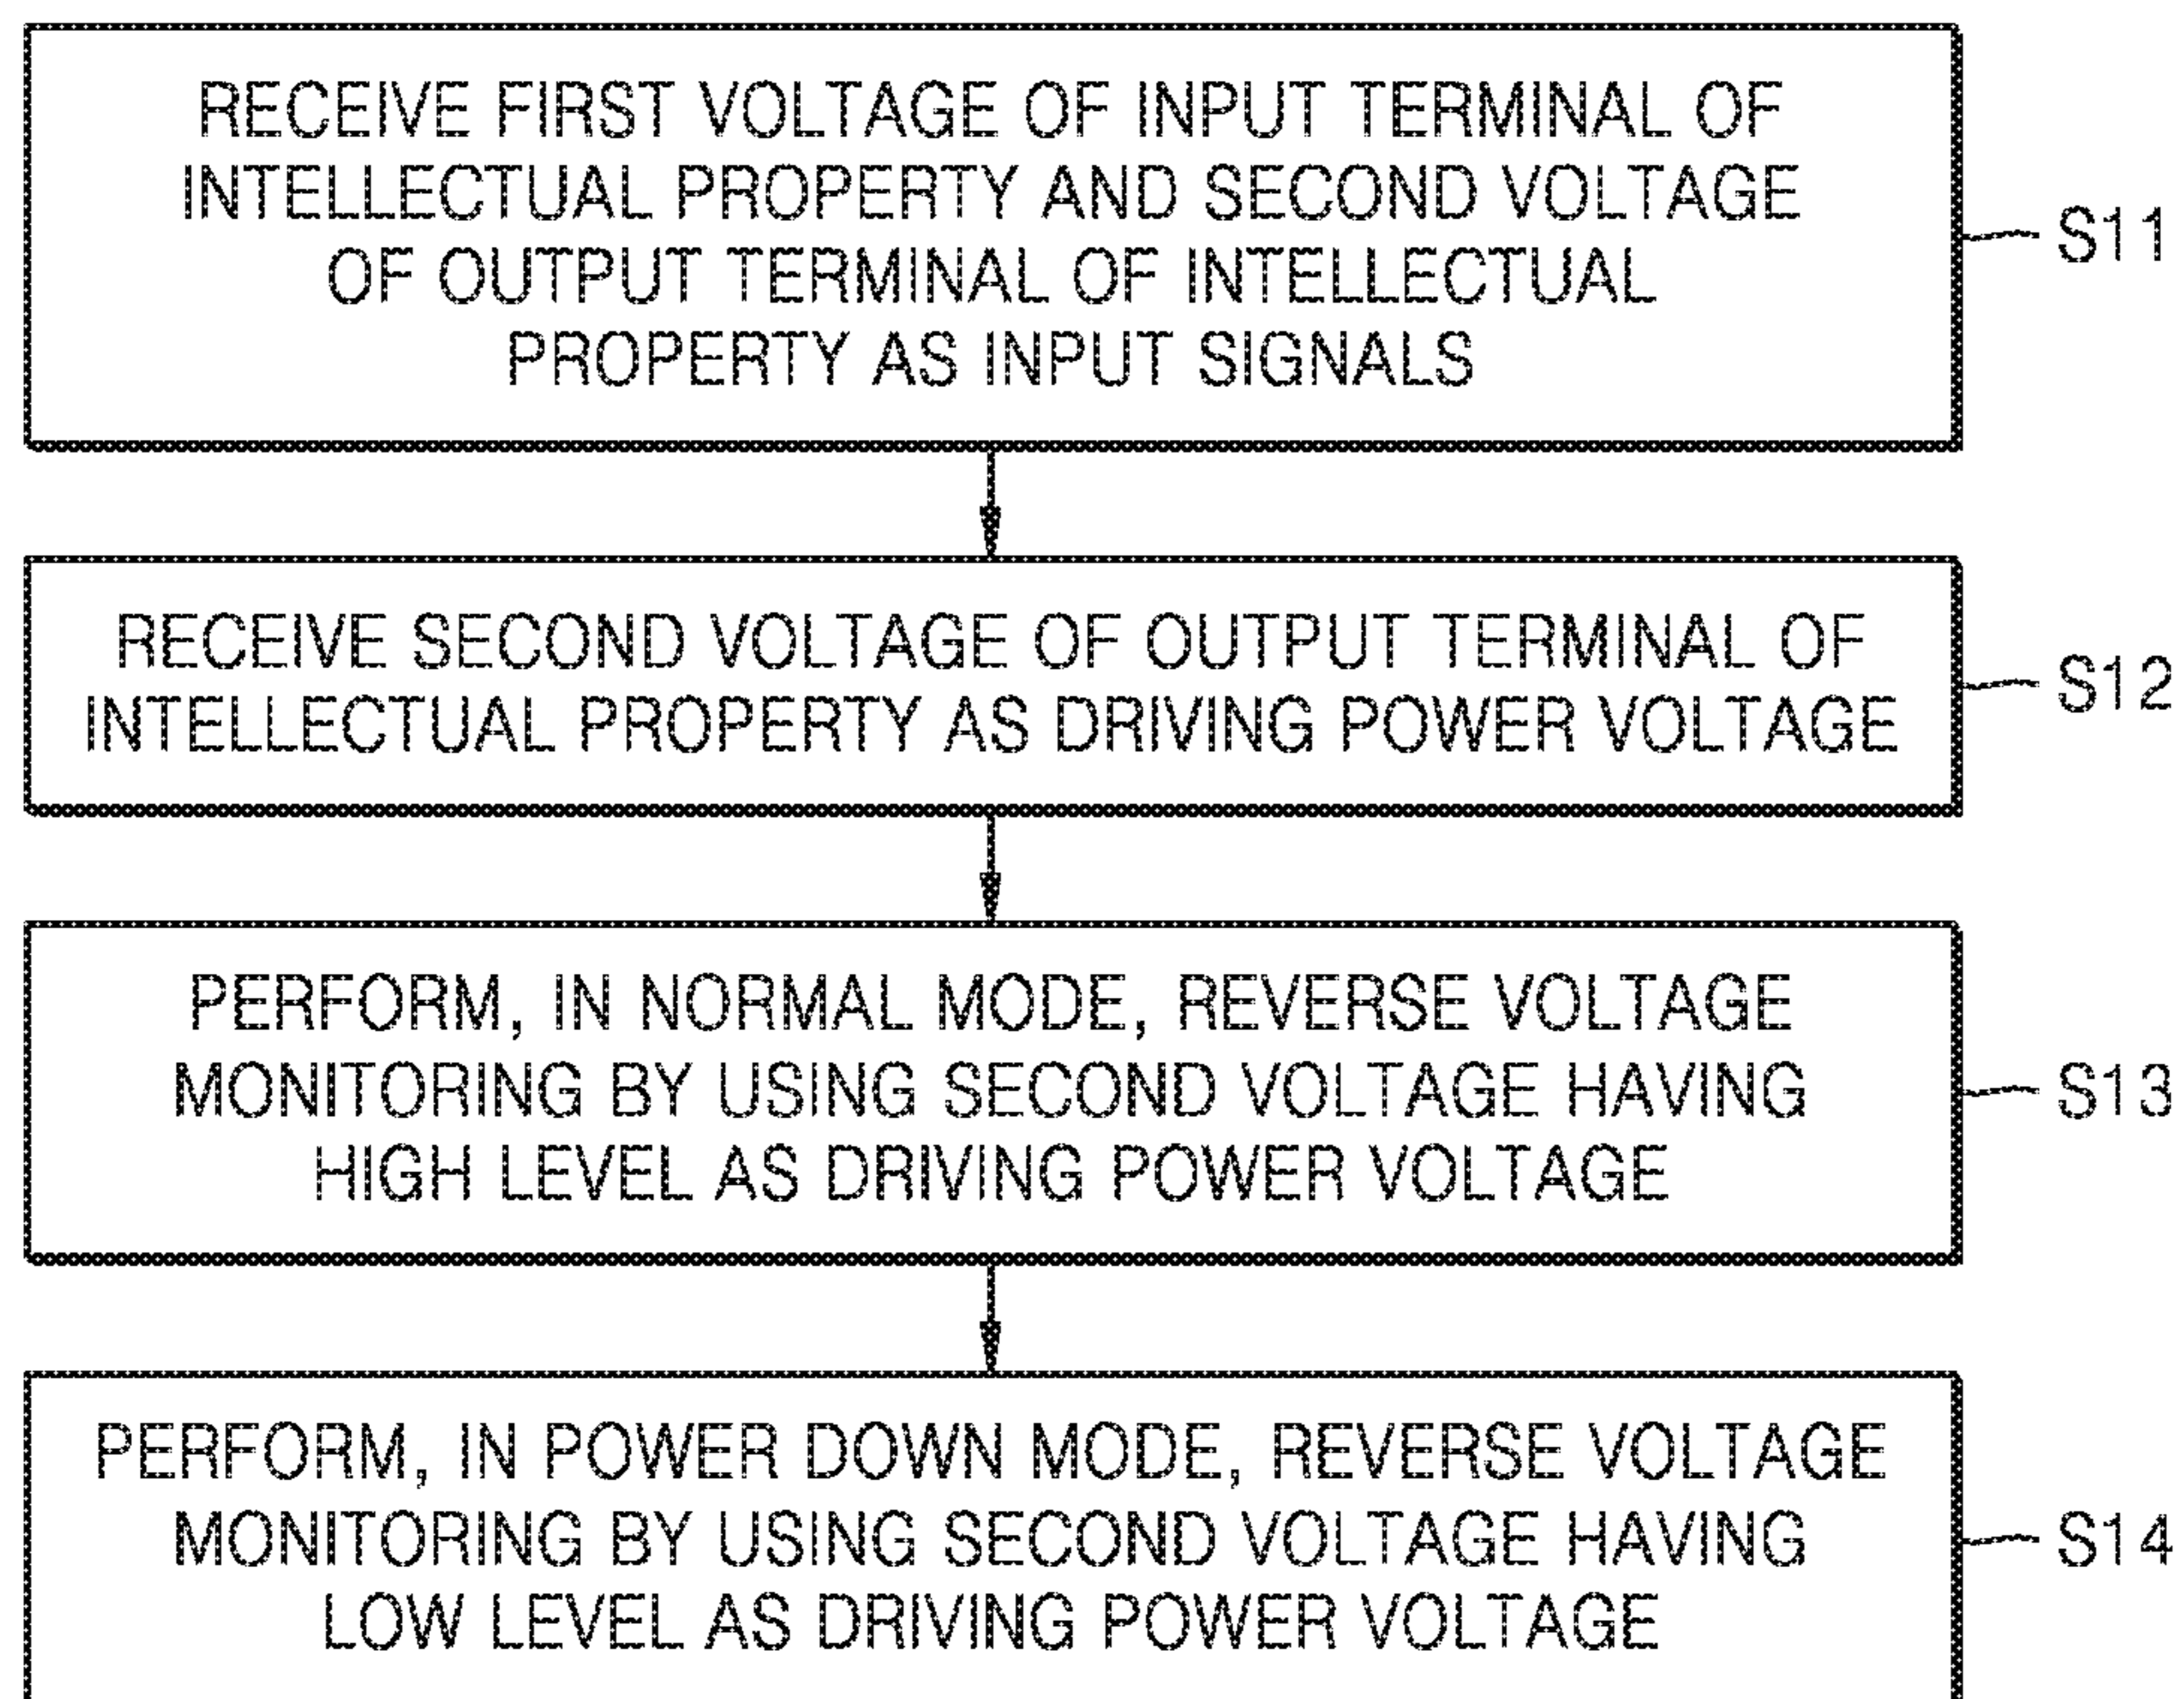 RECEIVE FIRST VOLTAGE OF INPUT TERMINAL OF
INTELLECTUAL PROPERTY AND SECOND VOLTAGE
OF OUTPUT TERMINAL OF INTELLECTUAL
PROPERTY AS INPUT SIGNALS
S11
RECEIVE SECOND VOLTAGE OF OUTPUT TERMINAL OF
INTELLECTUAL PROPERTY AS DRIVING POWER VOLTAGE
S12
PERFORM, IN NORMAL MODE, REVERSE VOLTAGE
MONITORING BY USING SECOND VOLTAGE HAVING
HIGH LEVEL AS DRIVING POWER VOLTAGE
S13
PERFORM, IN POWER DOWN MODE, REVERSE VOLTAGE
MONITORING BY USING SECOND VOLTAGE HAVING
LOW LEVEL AS DRIVING POWER VOLTAGE
S14